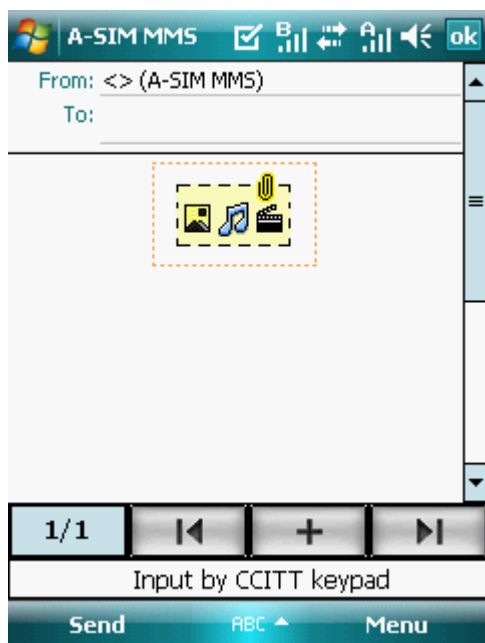 A-SIM MMS B A ok
From: <> (A-SIM MMS)
To:
1/1
Input by CCITT keypad
Send ABC Menu